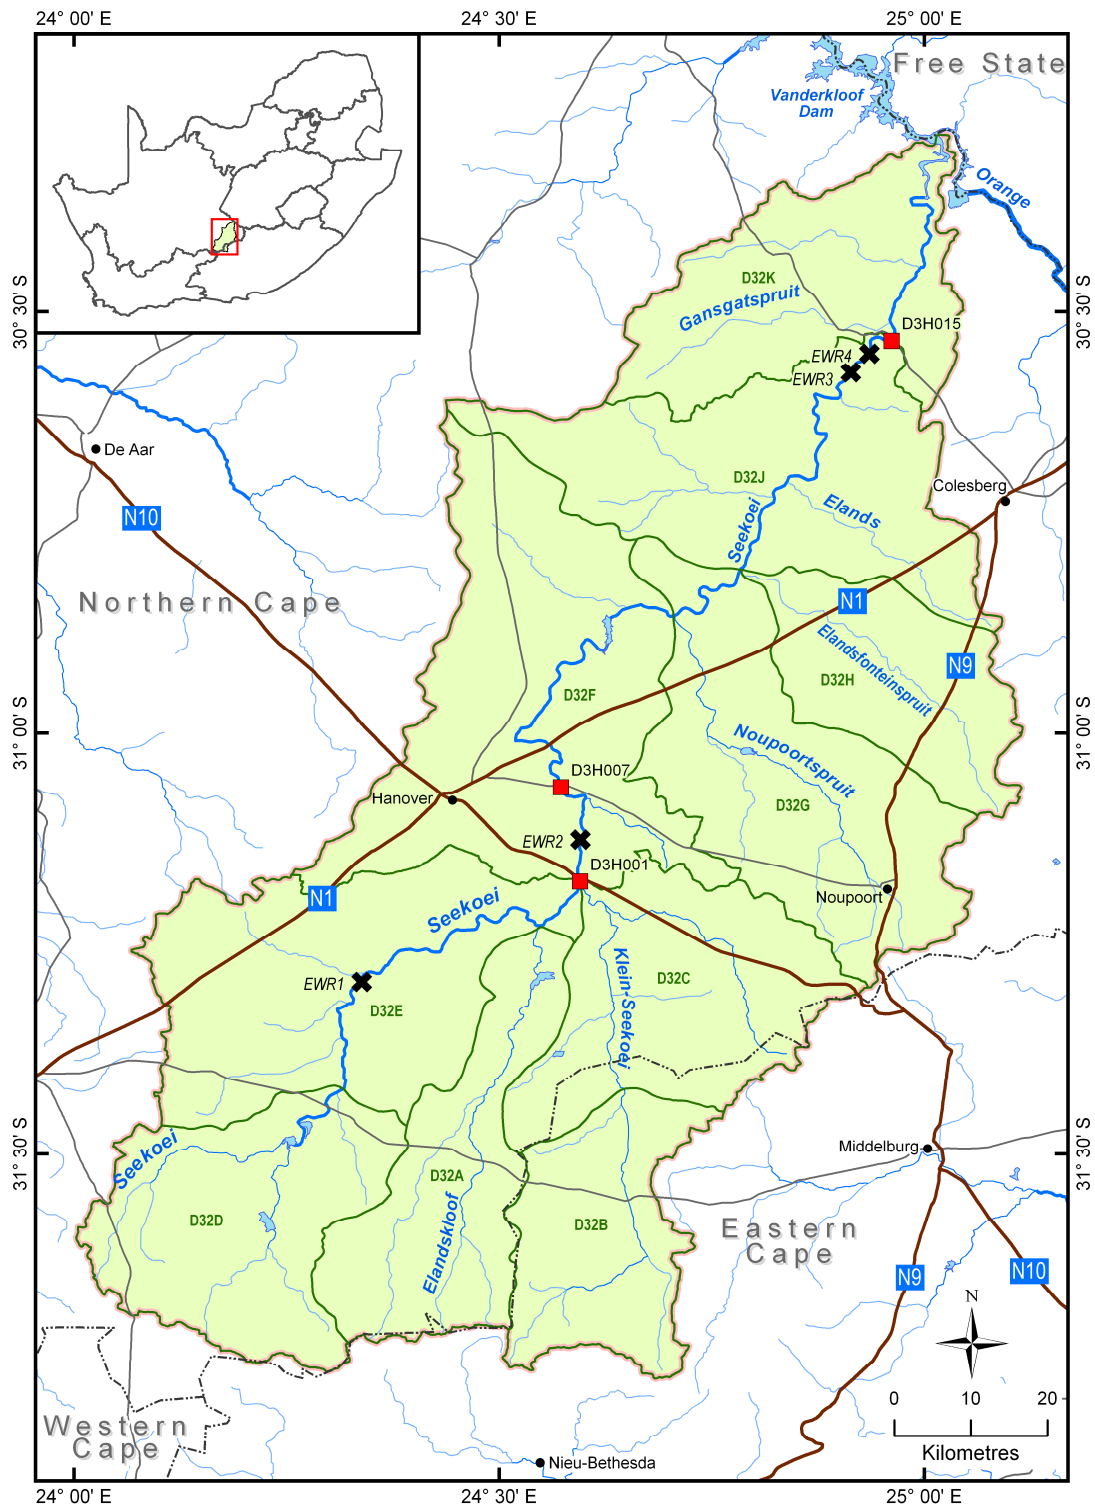 24° 00' E
24° 30' E
25° 00' E
Free State
Vanderkloof
Dam
Orange
30° 30' S
30° 30' S
D32K
Gansgatspruit
D3H015
EWR4
EWR3
De Aar
N10
D32J
Seekoei
Elands
Colesberg
Northern Cape
N1
Elandsfonteinspruit
N9
D32H
D32F
31° 00' S
31° 00' S
Noupoortspruit
D3H007
Hanover
D32G
EWR2
D3H001
N1
Seekoei
Noupoort
EWR1
D32E
Klein-Seekoei
D32C
31° 30' S
31° 30' S
Seekoei
Middelburg
D32A
D32D
Elandskloof
D32B
Eastern
Cape
N9
N10
N
0 10 20
Kilometres
Western
Cape
Nieu-Bethesda
24° 00' E
24° 30' E
25° 00' E